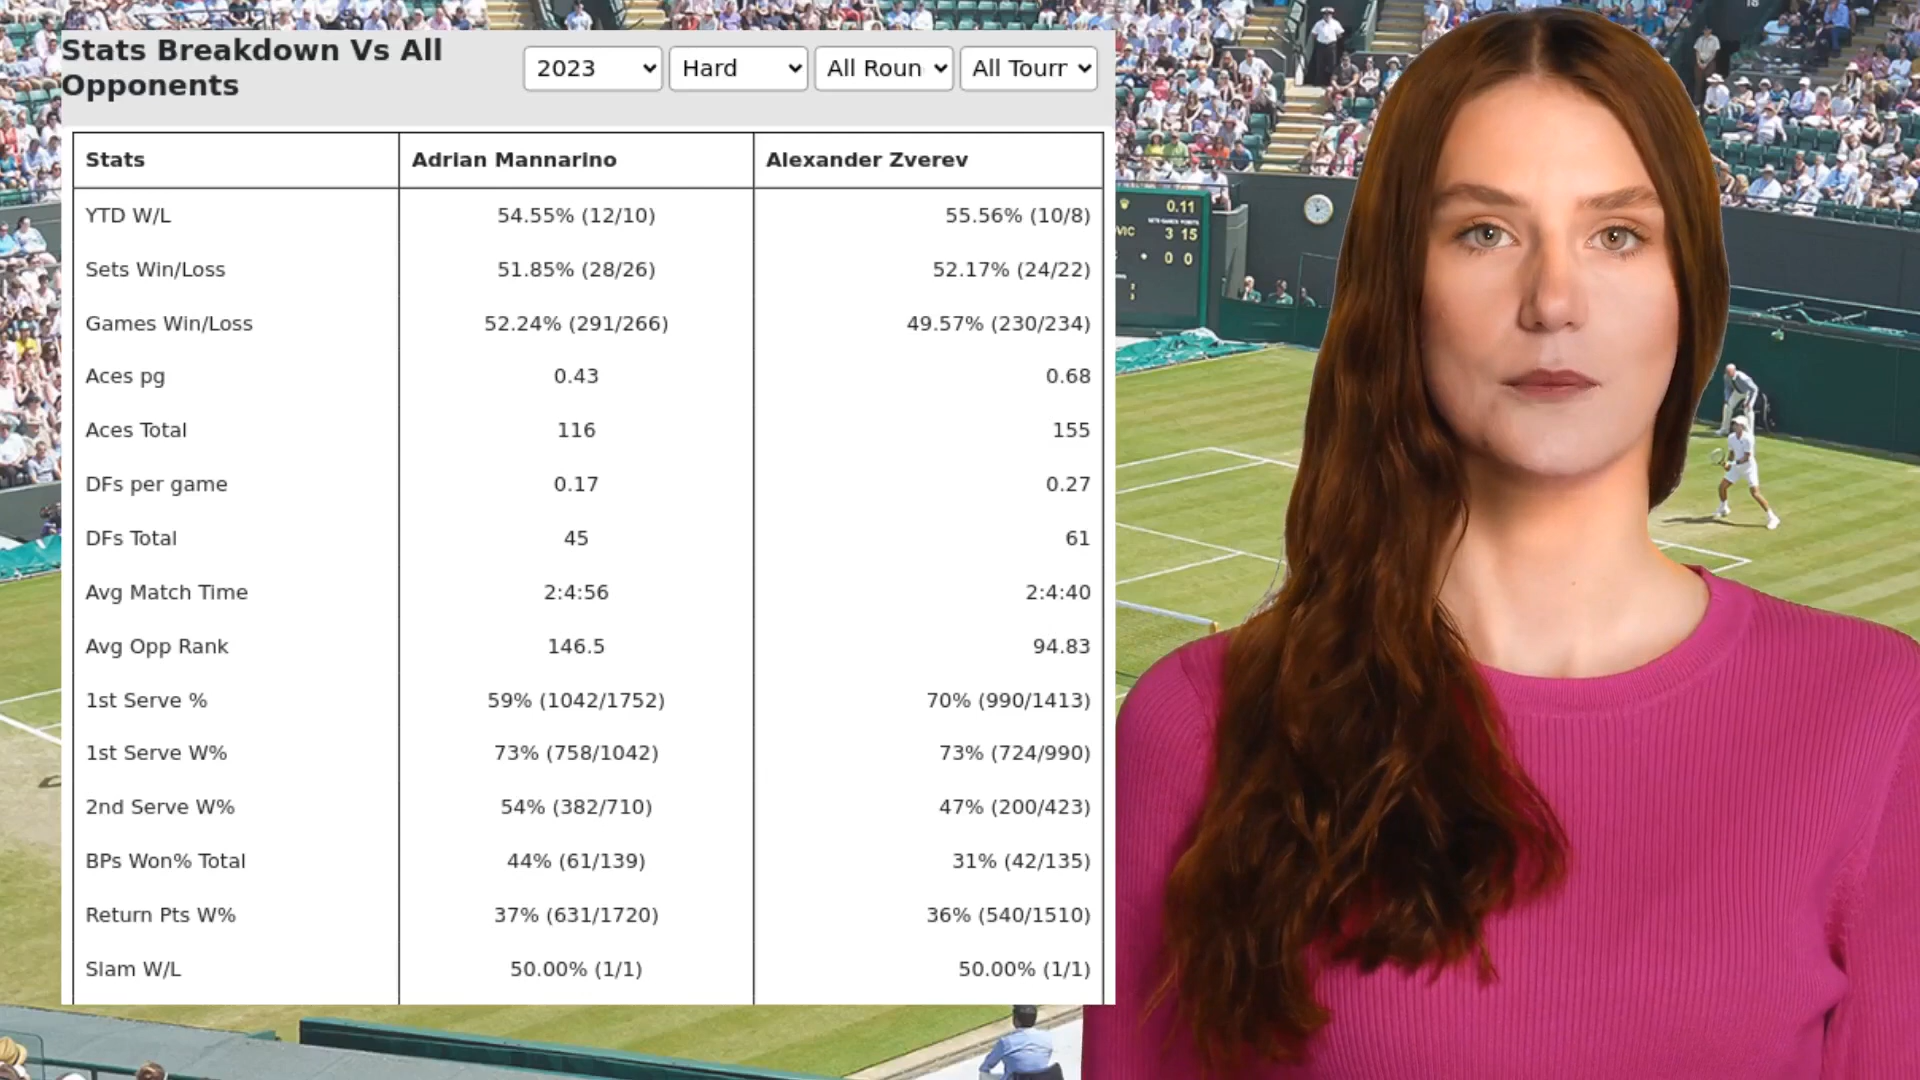 Stats Breakdown Vs All
Opponents
2023 Hard All Roun All Tourr
Stats Adrian Mannarino Alexander Zverev
YTD W/L 54.55% (12/10) 55.56% (10/8)
Sets Win/Loss 51.85% (28/26) 52.17% (24/22)
Games Win/Loss 52.24% (291/266) 49.57% (230/234)
Aces pg 0.43 0.68
Aces Total 116 155
DFs per game 0.17 0.27
DFs Total 45 61
Avg Match Time 2:4:56 2:4:40
Avg Opp Rank 146.5 94.83
1st Serve % 59% (1042/1752) 70% (990/1413)
1st Serve W% 73% (758/1042) 73% (724/990)
2nd Serve W% 54% (382/710) 47% (200/423)
BPs Won% Total 44% (61/139) 31% (42/135)
Return Pts W% 37% (631/1720) 36% (540/1510)
Slam W/L 50.00% (1/1) 50.00% (1/1)
18
0.11
VIC 3 15
0 0